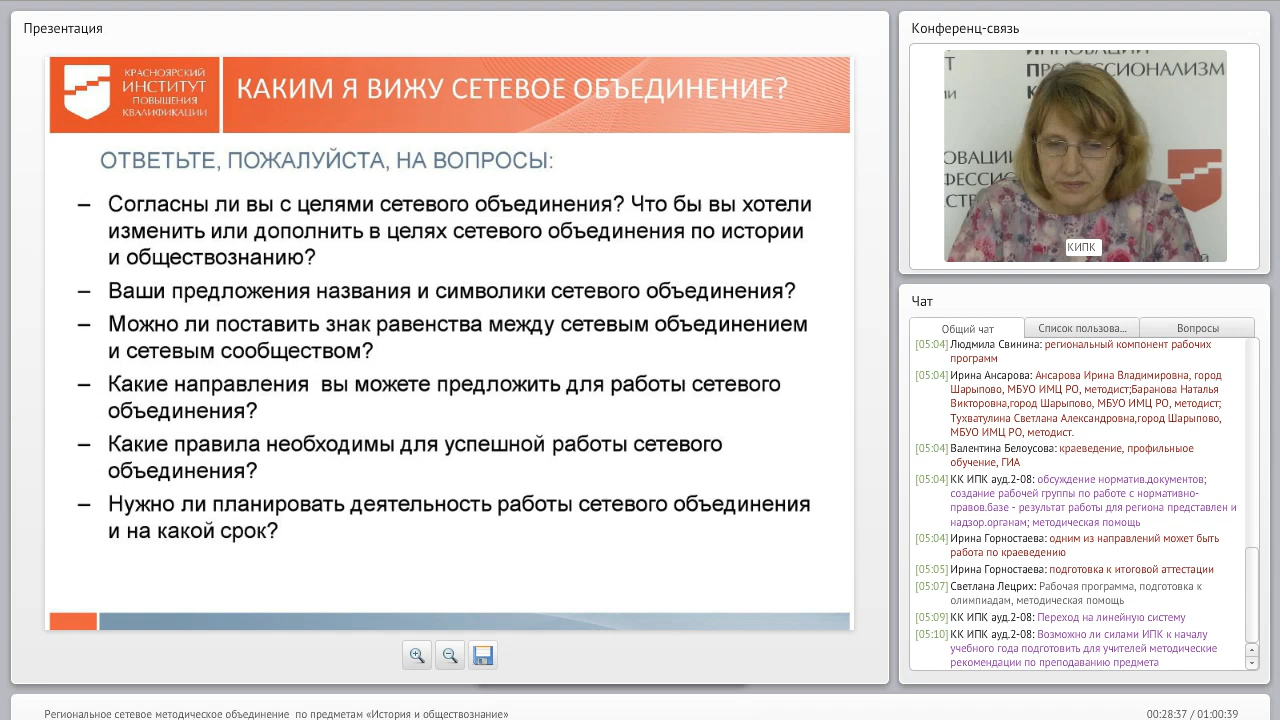 Презентация
КРАСНОЯРСКИЙ
ИНСТИТУТ
ПОВЫШЕНИЯ
КВАЛИФИКАЦИИ
КАКИМ Я ВИЖУ СЕТЕВОЕ ОБЪЕДИНЕНИЕ?
ОТВЕТЬТЕ, ПОЖАЛУЙСТА, НА ВОПРОСЫ:
– Согласны ли вы с целями сетевого объединения? Что бы вы хотели
изменить или дополнить в целях сетевого объединения по истории
и обществознанию?
– Ваши предложения названия и символики сетевого объединения?
– Можно ли поставить знак равенства между сетевым объединением
и сетевым сообществом?
– Какие направления вы можете предложить для работы сетевого
объединения?
– Какие правила необходимы для успешной работы сетевого
объединения?
– Нужно ли планировать деятельность работы сетевого объединения
и на какой срок?
Конференц-связь
КИПК
Чат
Общий чат
Список пользова...
Вопросы
[05:04] Людмила Свинина: региональный компонент рабочих
программ
[05:04] Ирина Ансарова: Ансарова Ирина Владимировна, город
Шарыпово, МБУО ИМЦ РО, методист;Баранова Наталья
Викторовна,город Шарыпово, МБУО ИМЦ РО, методист;
Тухватулина Светлана Александровна,город Шарыпово,
МБУО ИМЦ РО, методист.
[05:04] Валентина Белоусова: краеведение, профильныое
обучение, ГИА
[05:04] КК ИПК ауд.2-08: обсуждение норматив.документов;
создание рабочей группы по работе с нормативно-
правов.базе - результат работы для региона представлен и
надзор.органам; методическая помощь
[05:04] Ирина Горностаева: одним из направлений может быть
работа по краеведению
[05:05] Ирина Горностаева: подготовка к итоговой аттестации
[05:07] Светлана Лецрих: Рабочая программа, подготовка к
олимпиадам, методическая помощь
[05:09] КК ИПК ауд.2-08: Переход на линейную систему
[05:10] КК ИПК ауд.2-08: Возможно ли силами ИПК к началу
учебного года подготовить для учителей методические
рекомендации по преподаванию предмета
Региональное сетевое методическое объединение по предметам «История и обществознание»
00:28:37 / 01:00:39